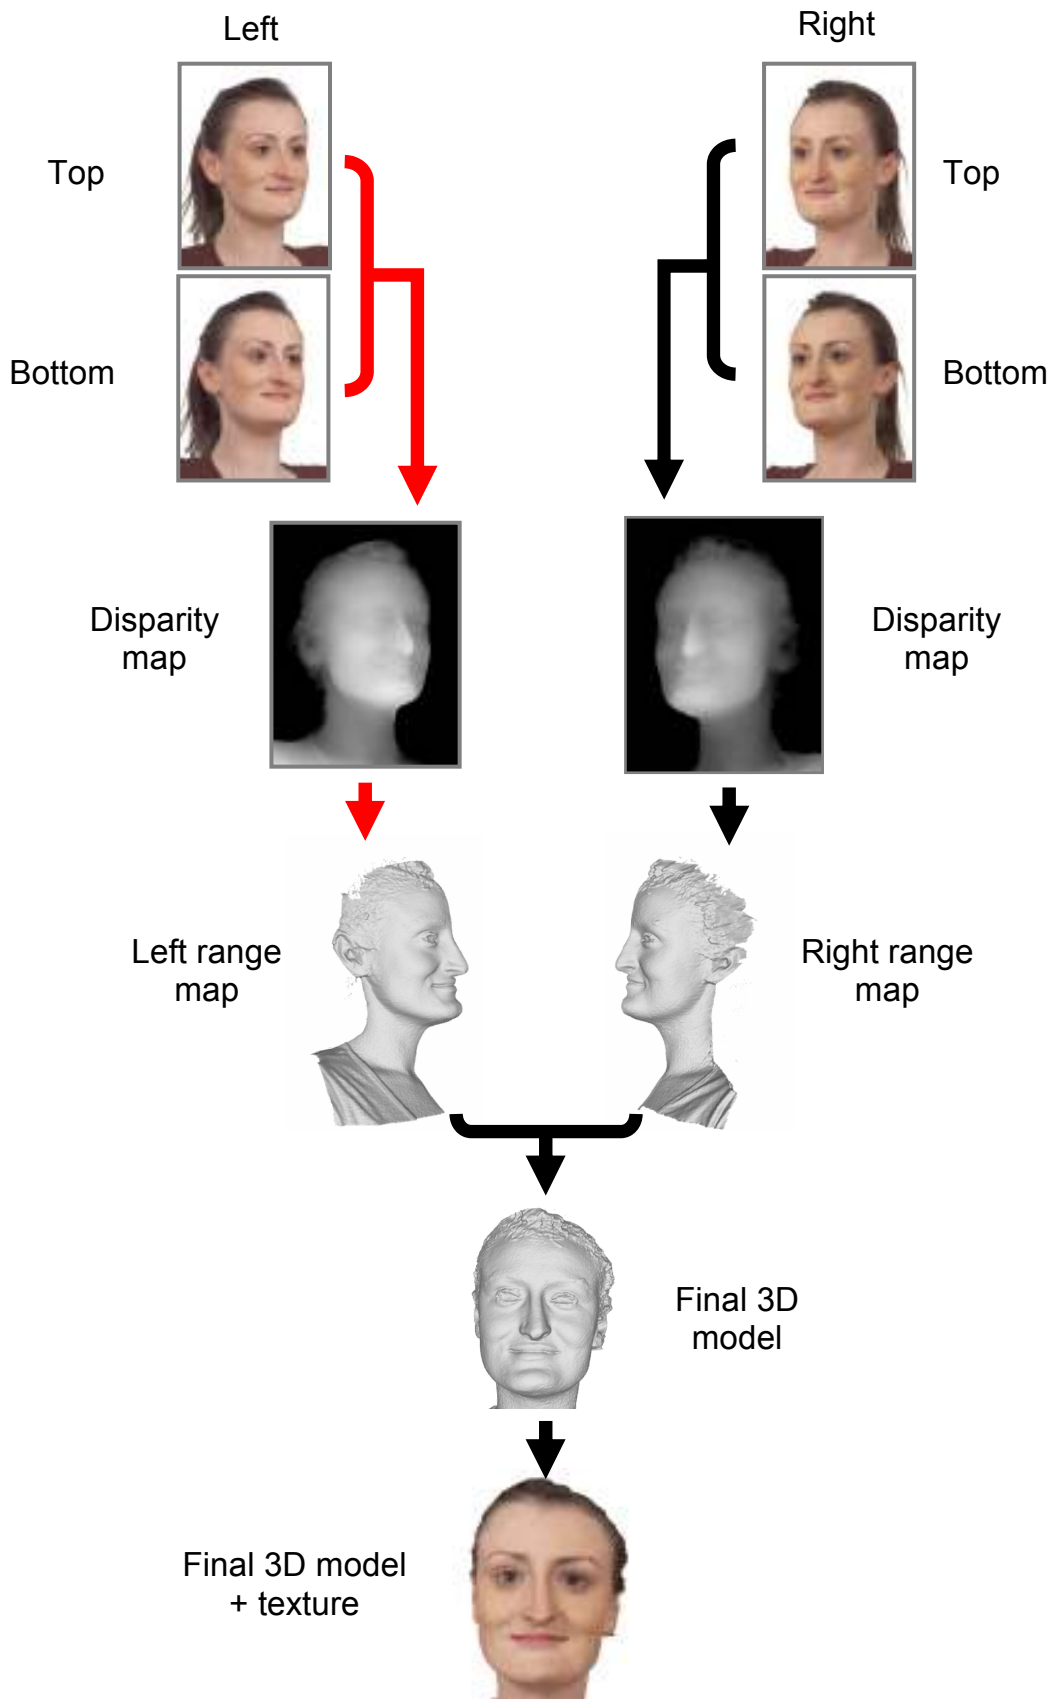 Left
Right
Top
Top
Bottom
Bottom
Disparity
map
Disparity
map
Left range
map
Right range
map
Final 3D
model
Final 3D model
+ texture